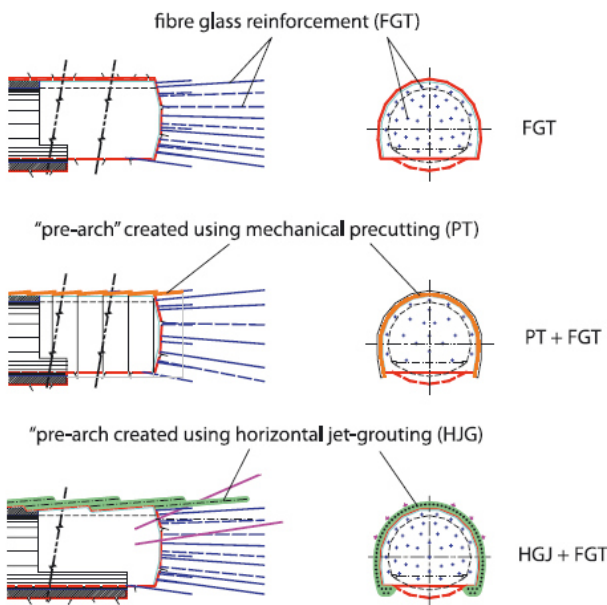 fibre glass reinforcement (FGT)
FGT
"pre-arch" created using mechanical precutting (PT)
PT + FGT
"pre-arch created using horizontal jet-grouting (HJG)
HGJ + FGT